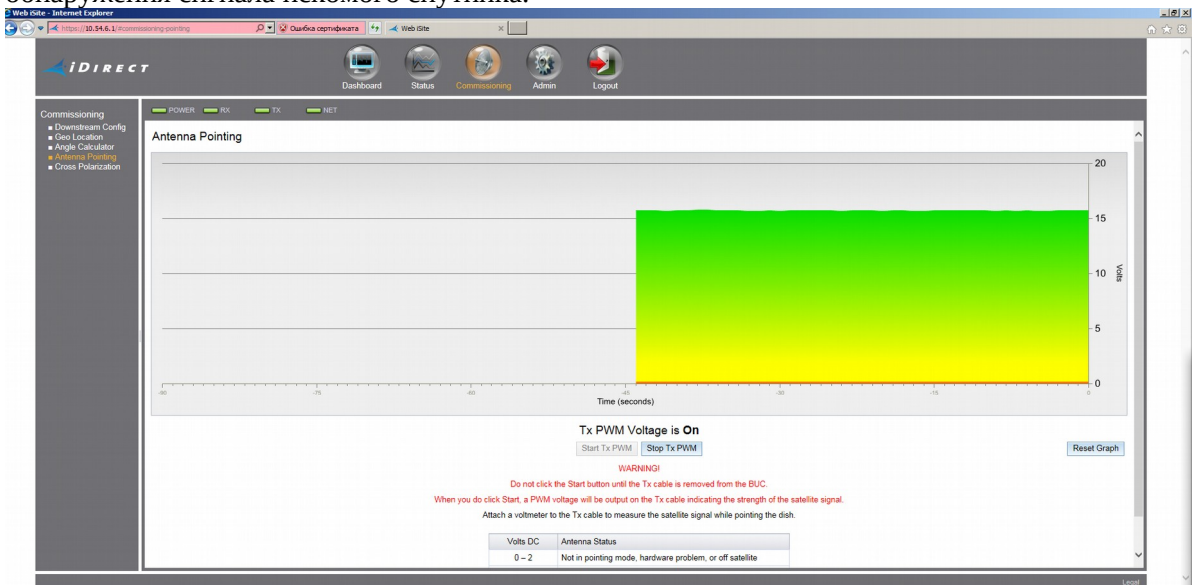 обнаружения сигнала искомого спутника.
Web iSite - Internet Explorer
https://10.54.6.1/#commissioning-pointing
Ошибка сертификата
Web iSite
iDIRECT
Dashboard
Status
Commissioning
Admin
Logout
Commissioning
Downstream Config
Geo Location
Angle Calculator
Antenna Pointing
Cross Polarization
POWER
RX
TX
NET
Antenna Pointing
20
15
10
5
0
Volts
-90
-75
-60
-45
-30
-15
0
Time (seconds)
Tx PWM Voltage is On
Start Tx PWM
Stop Tx PWM
Reset Graph
WARNING!
Do not click the Start button until the Tx cable is removed from the BUC.
When you do click Start, a PWM voltage will be output on the Tx cable indicating the strength of the satellite signal.
Attach a voltmeter to the Tx cable to measure the satellite signal while pointing the dish.
Volts DC Antenna Status
0 – 2 Not in pointing mode, hardware problem, or off satellite
Legal